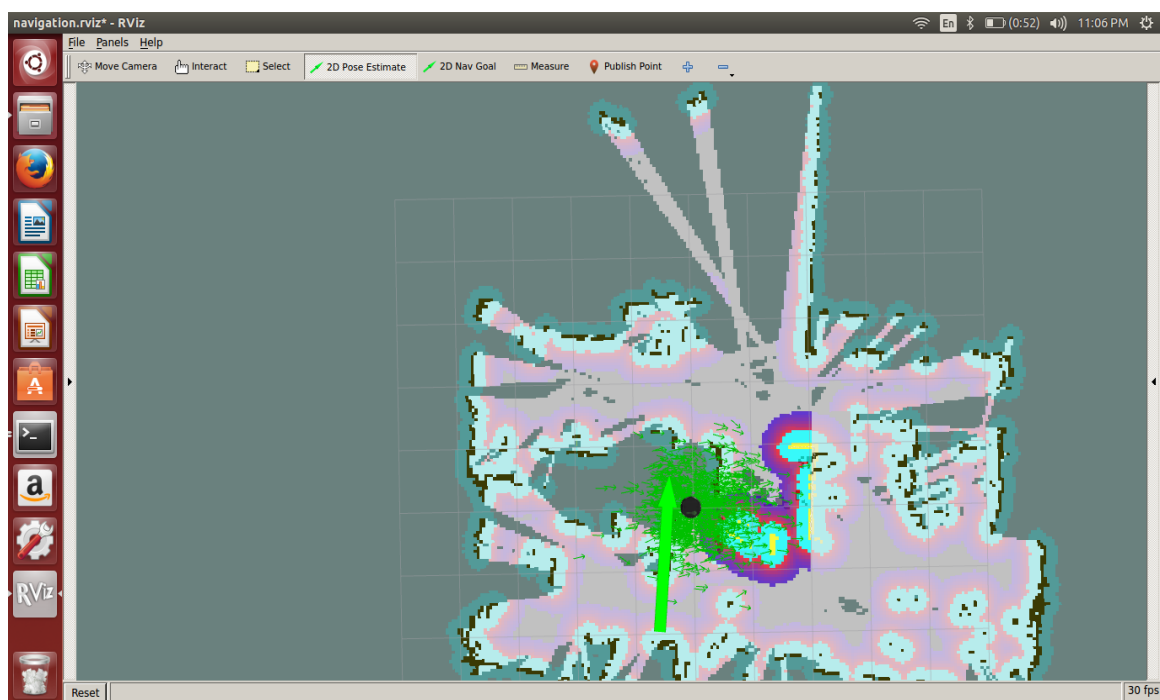 navigation.rviz* - RViz En (0:52) 11:06 PM
File Panels Help
Move Camera Interact Select 2D Pose Estimate 2D Nav Goal Measure Publish Point
A
>_
a
RViz
Reset 30 fps